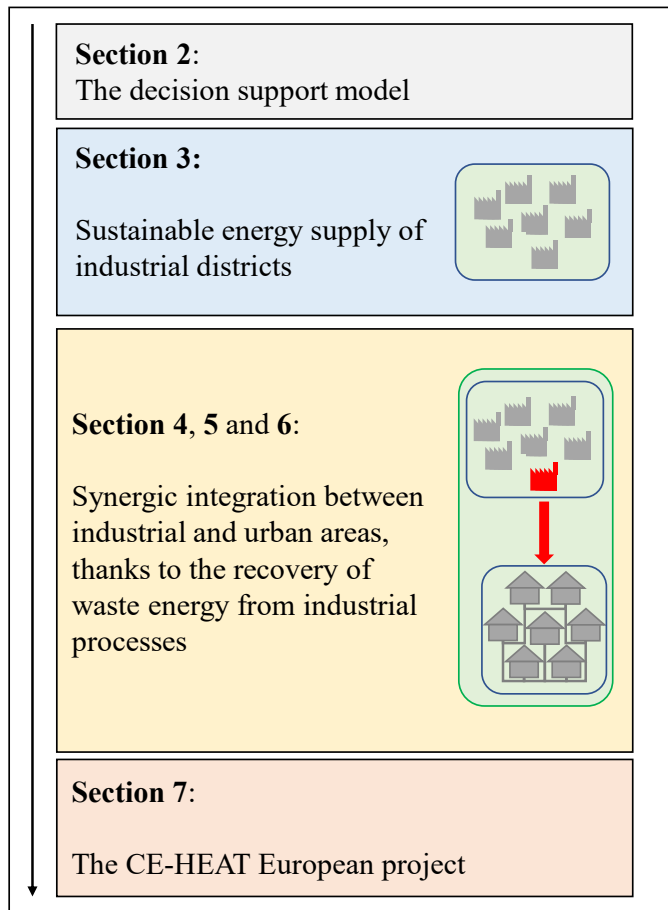 Section 2:
The decision support model
Section 3:
Sustainable energy supply of
industrial districts
Section 4, 5 and 6:
Synergic integration between
industrial and urban areas,
thanks to the recovery of
waste energy from industrial
processes
Section 7:
The CE-HEAT European project